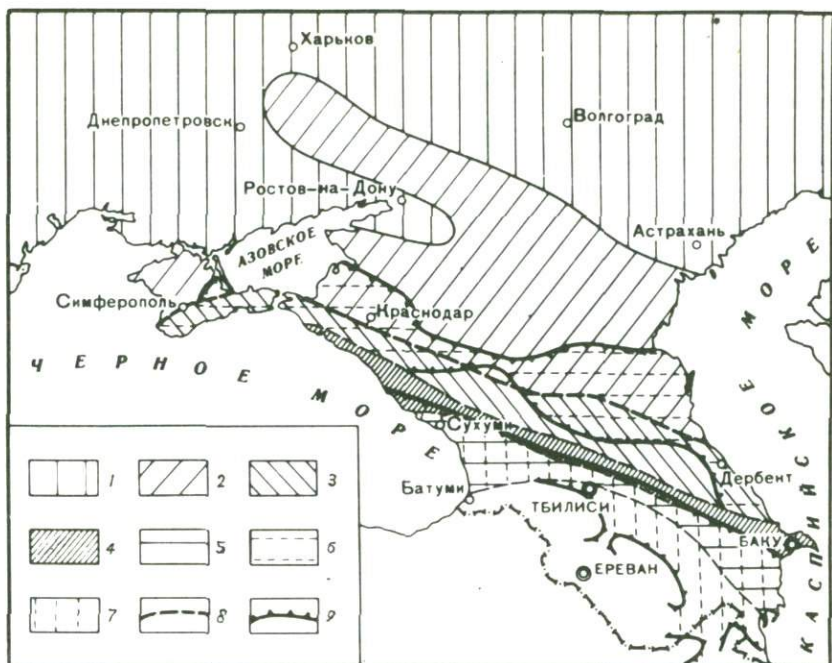 Харьков
Днепропетровск
Волгоград
Ростов-на-Дону
Астрахань
АЗОВСКОЕ
МОРЕ
Симферополь
Краснодар
ЧЕРНОЕ МОРЕ
Сухуми
Батуми
ТБИЛИСИ
Дербент
БАКУ
ЕРЕВАН
КАСПИЙСКОЕ МОРЕ
1 2 3
4 5 6
7 8 9